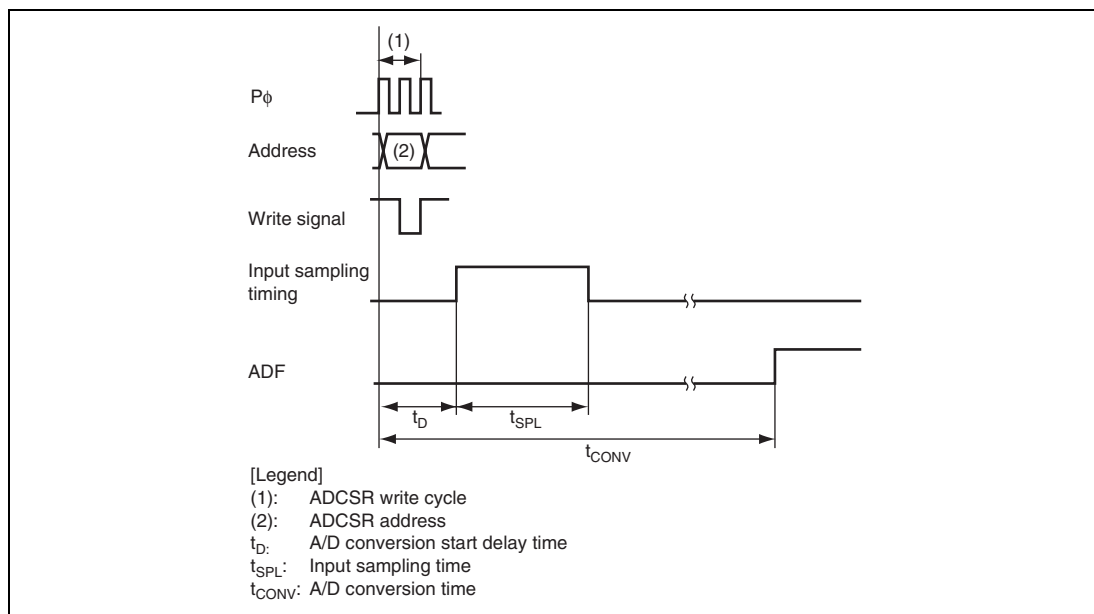 (1)
Pϕ
Address
(2)
Write signal
Input sampling
timing
ADF
tD
tSPL
tCONV
[Legend]
(1): ADCSR write cycle
(2): ADCSR address
tD: A/D conversion start delay time
tSPL: Input sampling time
tCONV: A/D conversion time